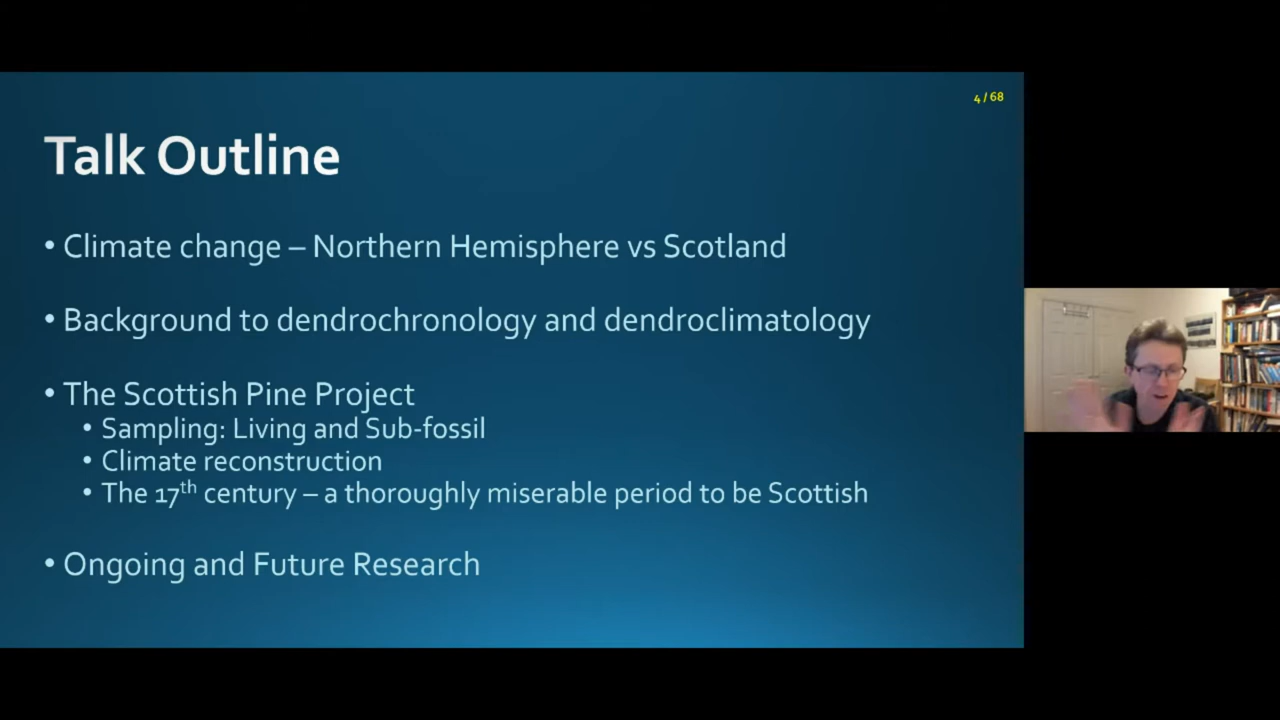 4 / 68
Talk Outline
• Climate change – Northern Hemisphere vs Scotland
• Background to dendrochronology and dendroclimatology
• The Scottish Pine Project
• Sampling: Living and Sub-fossil
• Climate reconstruction
• The 17th century – a thoroughly miserable period to be Scottish
• Ongoing and Future Research